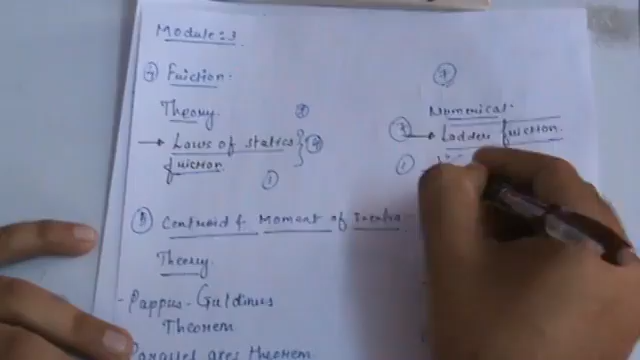 Module:3
Friction:
Theory.
→ Laws of statics
friction.
①
Numerical.
→ Ladder friction.
①
Centroid & Moment of Inertia
Theory.
- Pappus-Guldinus
Theorem
Parallel axes theorem